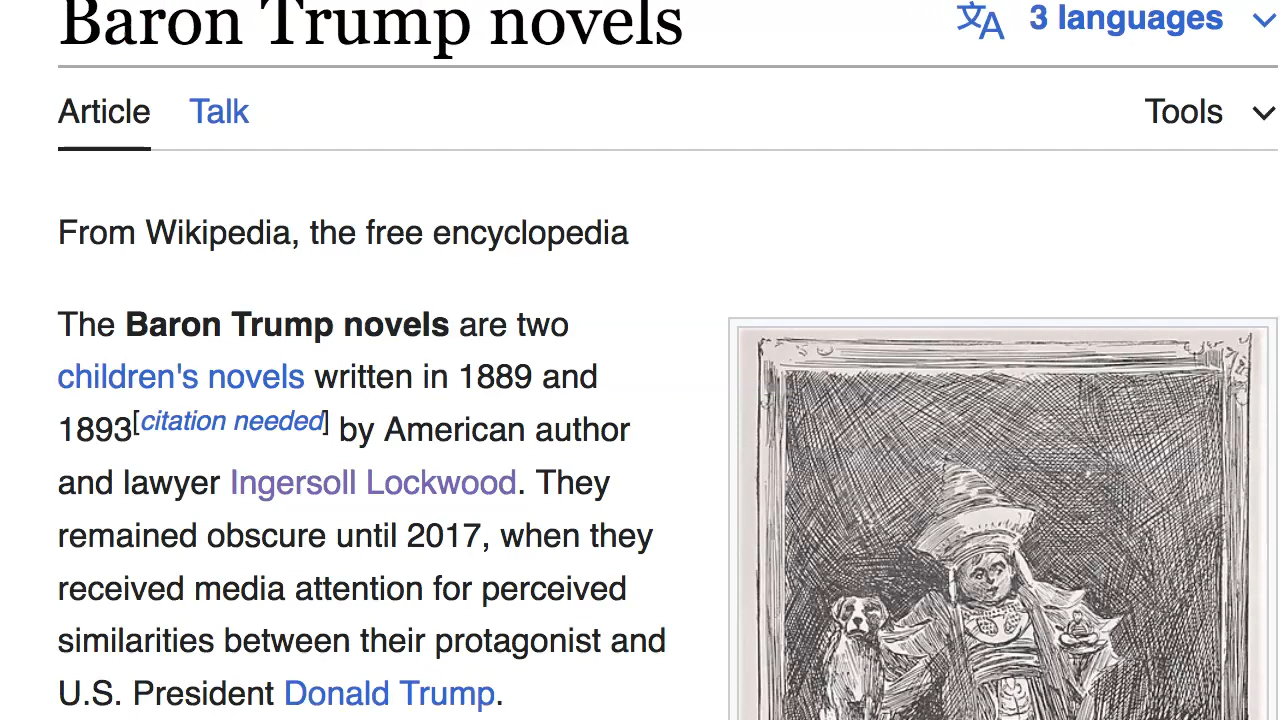 Baron Trump novels
文A 3 languages
Article Talk Tools
From Wikipedia, the free encyclopedia
The Baron Trump novels are two
children's novels written in 1889 and
1893[citation needed] by American author
and lawyer Ingersoll Lockwood. They
remained obscure until 2017, when they
received media attention for perceived
similarities between their protagonist and
U.S. President Donald Trump.